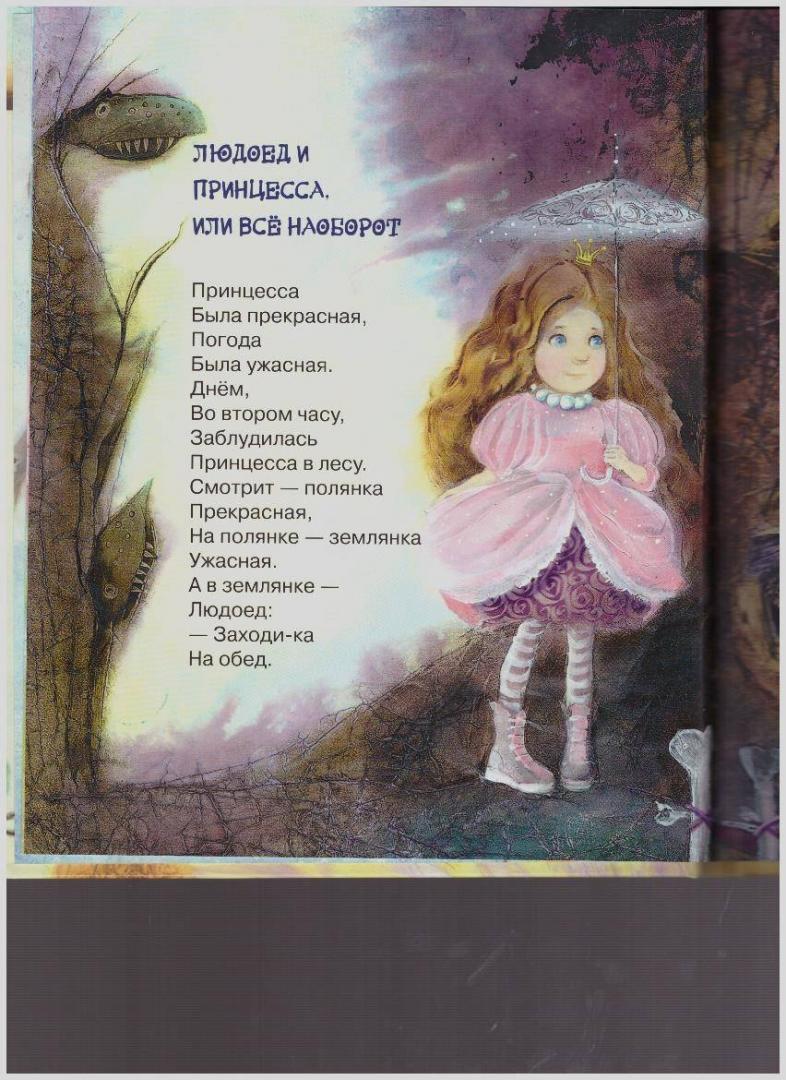 ЛЮДОЕД И
ПРИНЦЕССА,
ИЛИ ВСЁ НАОБОРОТ
Принцесса
Была прекрасная,
Погода
Была ужасная.
Днём,
Во втором часу,
Заблудилась
Принцесса в лесу.
Смотрит — полянка
Прекрасная,
На полянке — землянка
Ужасная.
А в землянке —
Людоед:
— Заходи-ка
На обед.